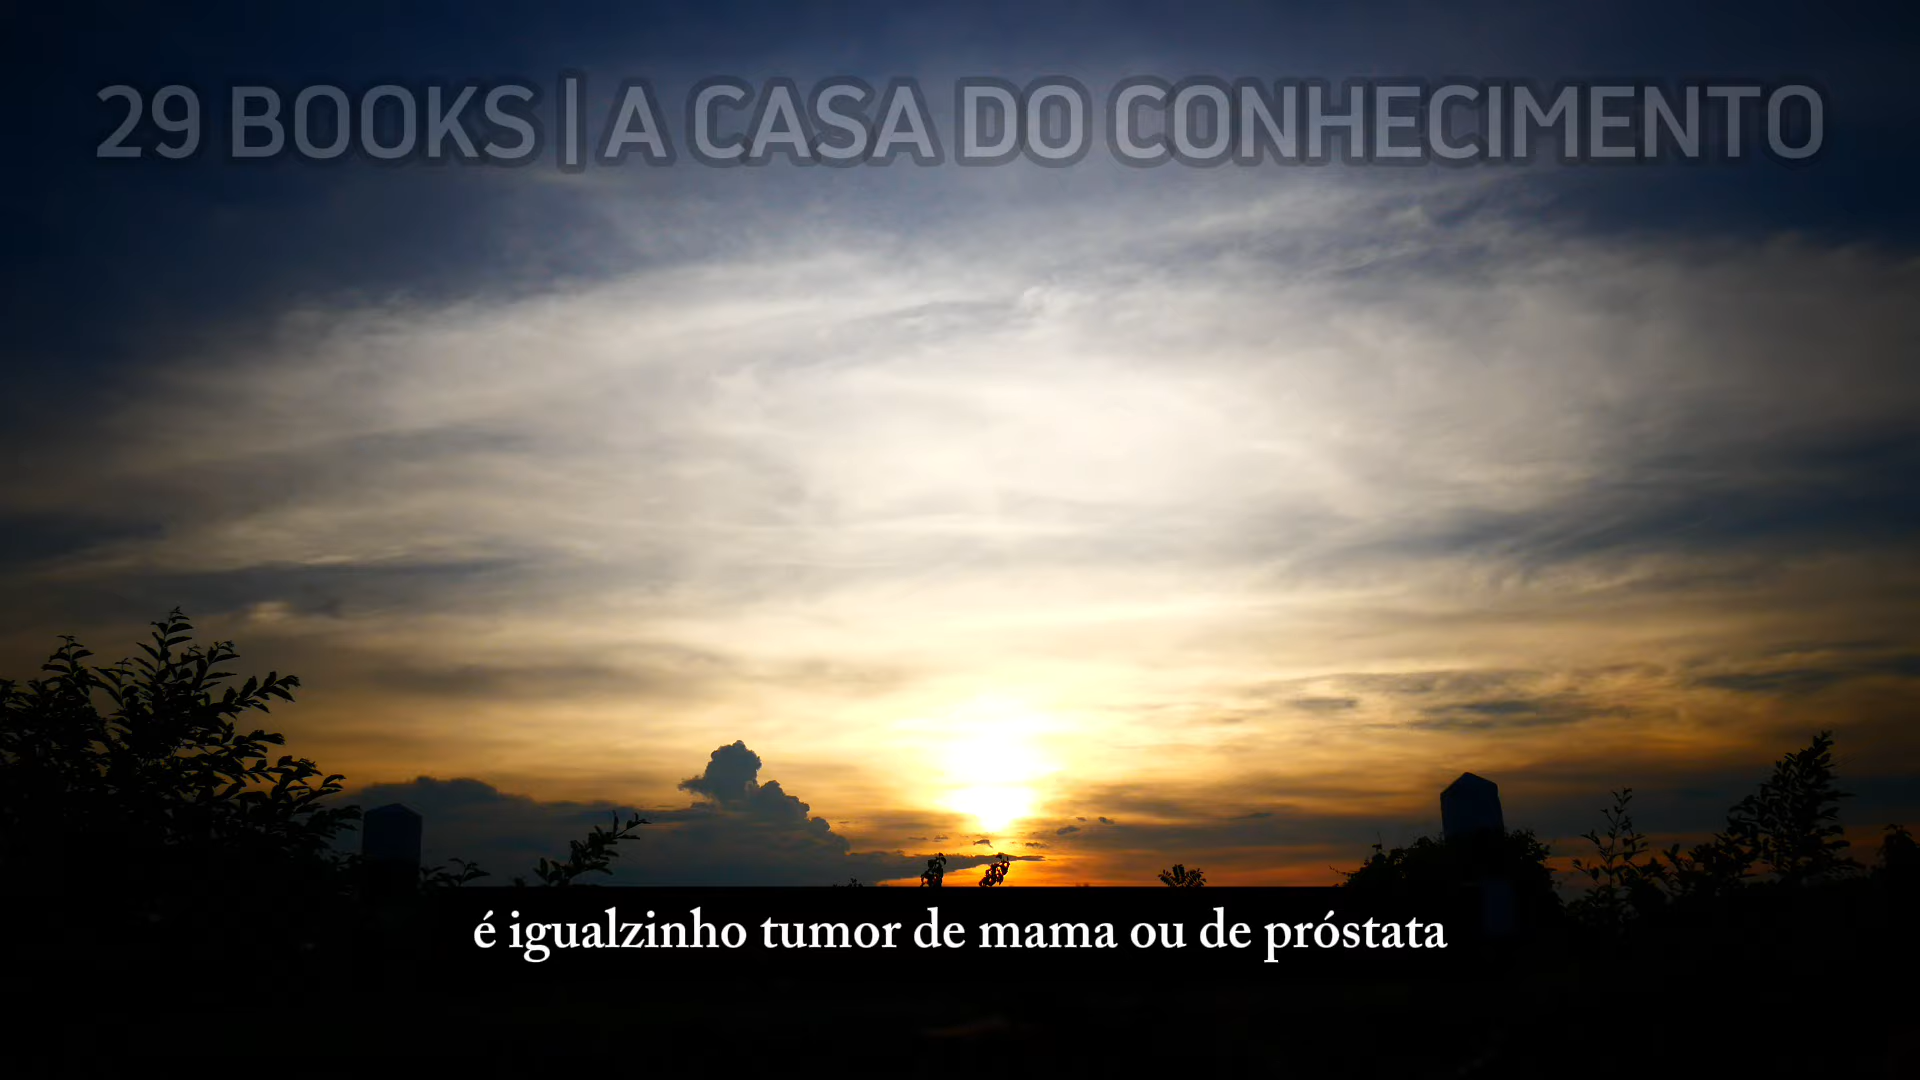 29 BOOKS | A CASA DO CONHECIMENTO
é igualzinho tumor de mama ou de próstata